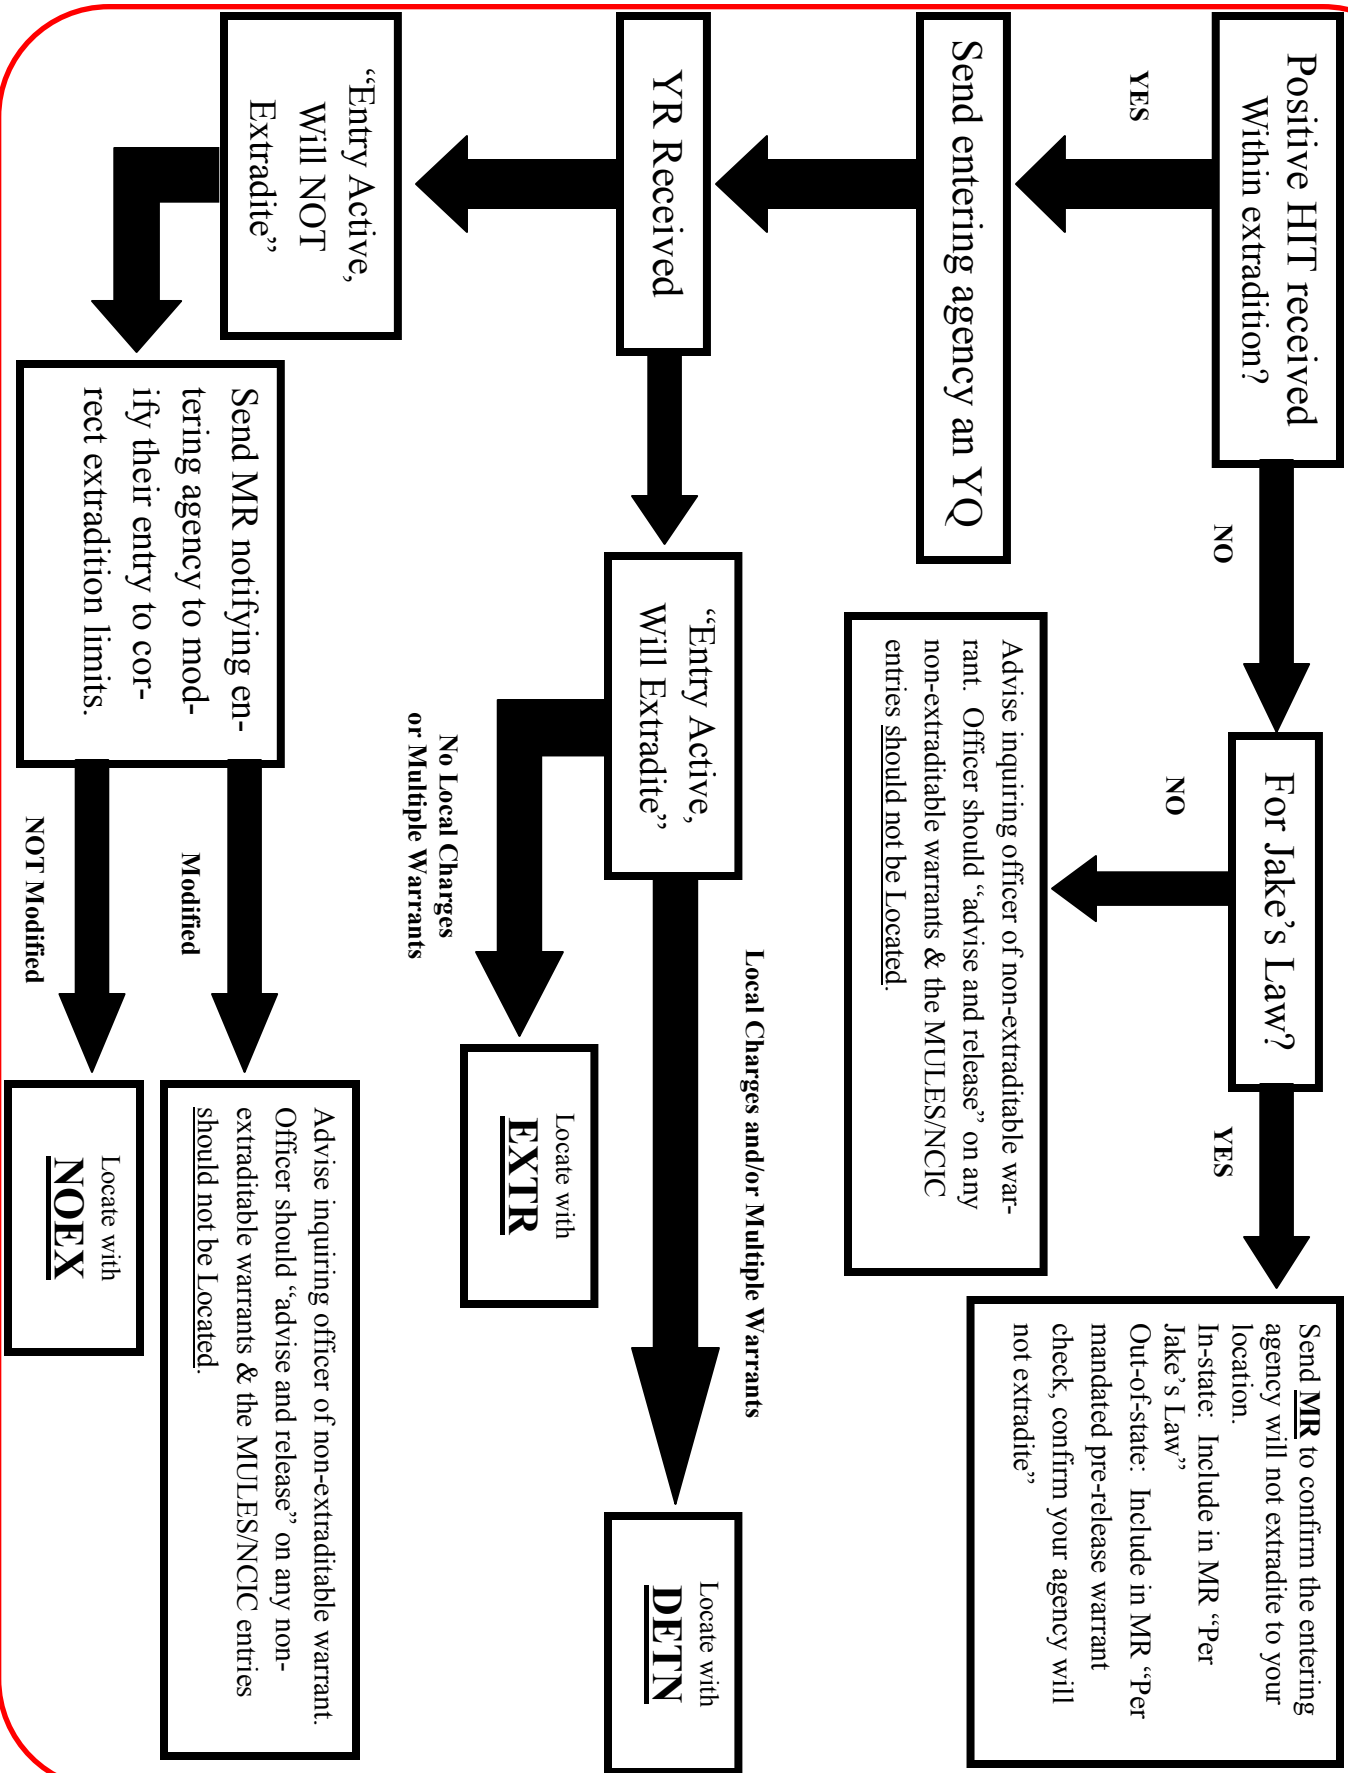 Positive HIT received
Within extradition?
NO
For Jake’s Law?
YES
Send MR to confirm the entering
agency will not extradite to your
location.
In-state:  Include in MR “Per
Jake’s Law”
Out-of-state:  Include in MR “Per
mandated pre-release warrant
check, confirm your agency will
not extradite”
YES
NO
Send entering agency an YQ
Advise inquiring officer of non-extraditable war-
rant.  Officer should “advise and release” on any
non-extraditable warrants & the MULES/NCIC
entries should not be Located.
YR Received
“Entry Active,
Will Extradite”
Local Charges and/or Multiple Warrants
Locate with
DETN
No Local Charges
or Multiple Warrants
Locate with
EXTR
“Entry Active,
Will NOT
Extradite”
Send MR notifying en-
tering agency to mod-
ify their entry to cor-
rect extradition limits.
Modified
Advise inquiring officer of non-extraditable warrant.
Officer should “advise and release” on any non-
extraditable warrants & the MULES/NCIC entries
should not be Located.
NOT Modified
Locate with
NOEX